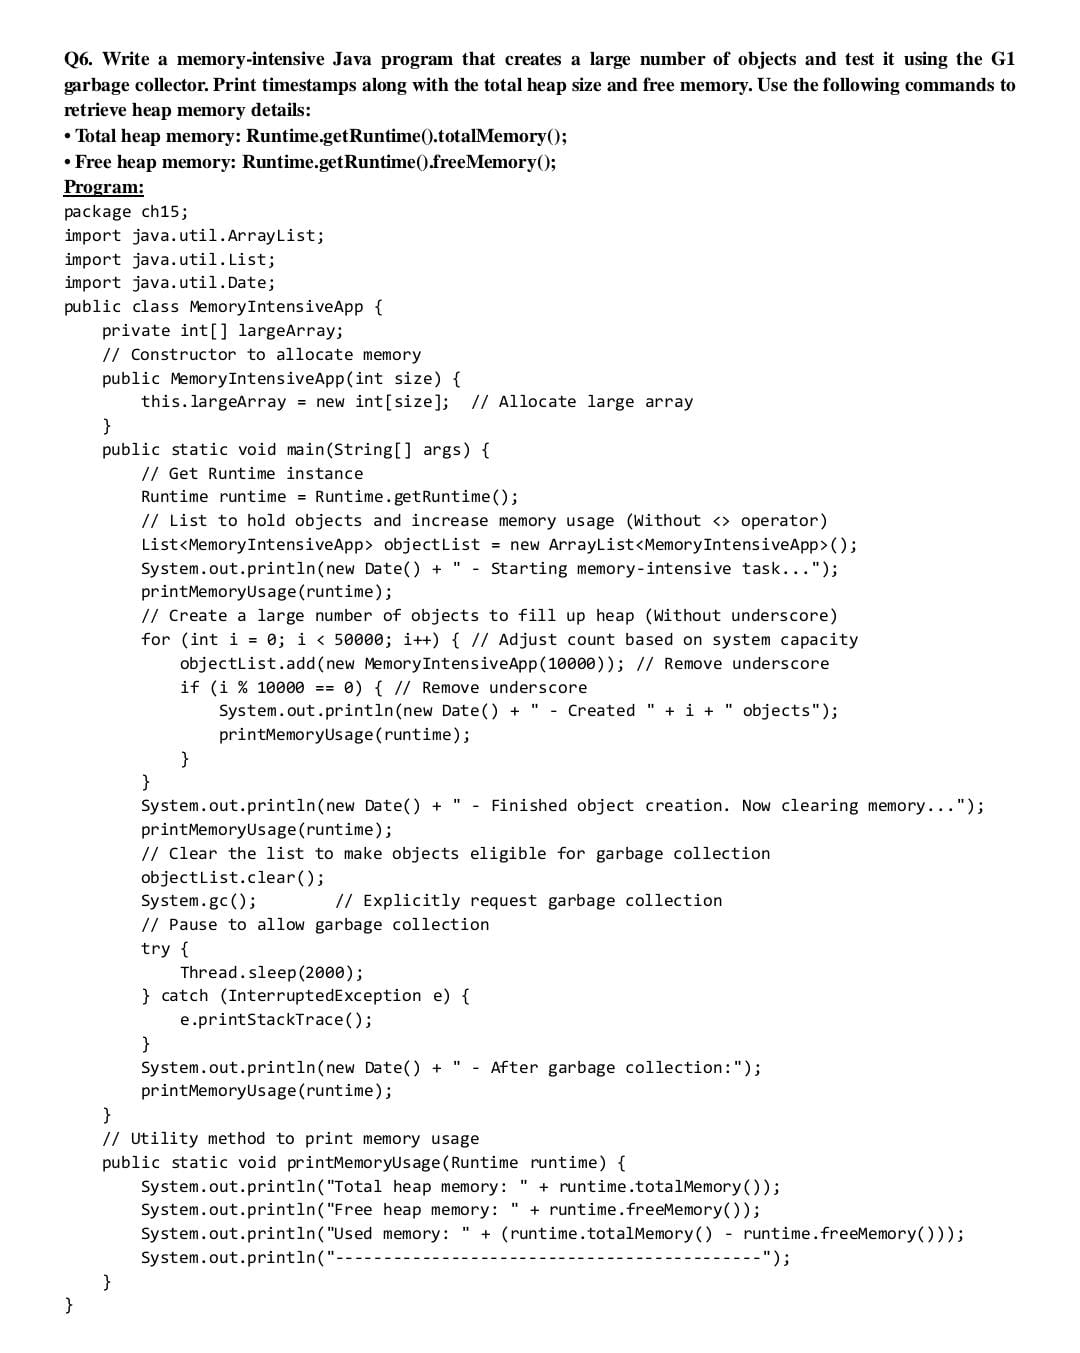 Q6. Write a memory-intensive Java program that creates a large number of objects and test it using the G1
garbage collector. Print timestamps along with the total heap size and free memory. Use the following commands to
retrieve heap memory details:
• Total heap memory: Runtime.getRuntime().totalMemory();
• Free heap memory: Runtime.getRuntime().freeMemory();
Program:
package ch15;
import java.util.ArrayList;
import java.util.List;
import java.util.Date;
public class MemoryIntensiveApp {
    private int[] largeArray;
    // Constructor to allocate memory
    public MemoryIntensiveApp(int size) {
        this.largeArray = new int[size];  // Allocate large array
    }
    public static void main(String[] args) {
        // Get Runtime instance
        Runtime runtime = Runtime.getRuntime();
        // List to hold objects and increase memory usage (Without <> operator)
        List<MemoryIntensiveApp> objectList = new ArrayList<MemoryIntensiveApp>();
        System.out.println(new Date() + " - Starting memory-intensive task...");
        printMemoryUsage(runtime);
        // Create a large number of objects to fill up heap (Without underscore)
        for (int i = 0; i < 50000; i++) { // Adjust count based on system capacity
            objectList.add(new MemoryIntensiveApp(10000)); // Remove underscore
            if (i % 10000 == 0) { // Remove underscore
                System.out.println(new Date() + " - Created " + i + " objects");
                printMemoryUsage(runtime);
            }
        }
        System.out.println(new Date() + " - Finished object creation. Now clearing memory...");
        printMemoryUsage(runtime);
        // Clear the list to make objects eligible for garbage collection
        objectList.clear();
        System.gc();        // Explicitly request garbage collection
        // Pause to allow garbage collection
        try {
            Thread.sleep(2000);
        } catch (InterruptedException e) {
            e.printStackTrace();
        }
        System.out.println(new Date() + " - After garbage collection:");
        printMemoryUsage(runtime);
    }
    // Utility method to print memory usage
    public static void printMemoryUsage(Runtime runtime) {
        System.out.println("Total heap memory: " + runtime.totalMemory());
        System.out.println("Free heap memory: " + runtime.freeMemory());
        System.out.println("Used memory: " + (runtime.totalMemory() - runtime.freeMemory()));
        System.out.println("--------------------------------------------");
    }
}